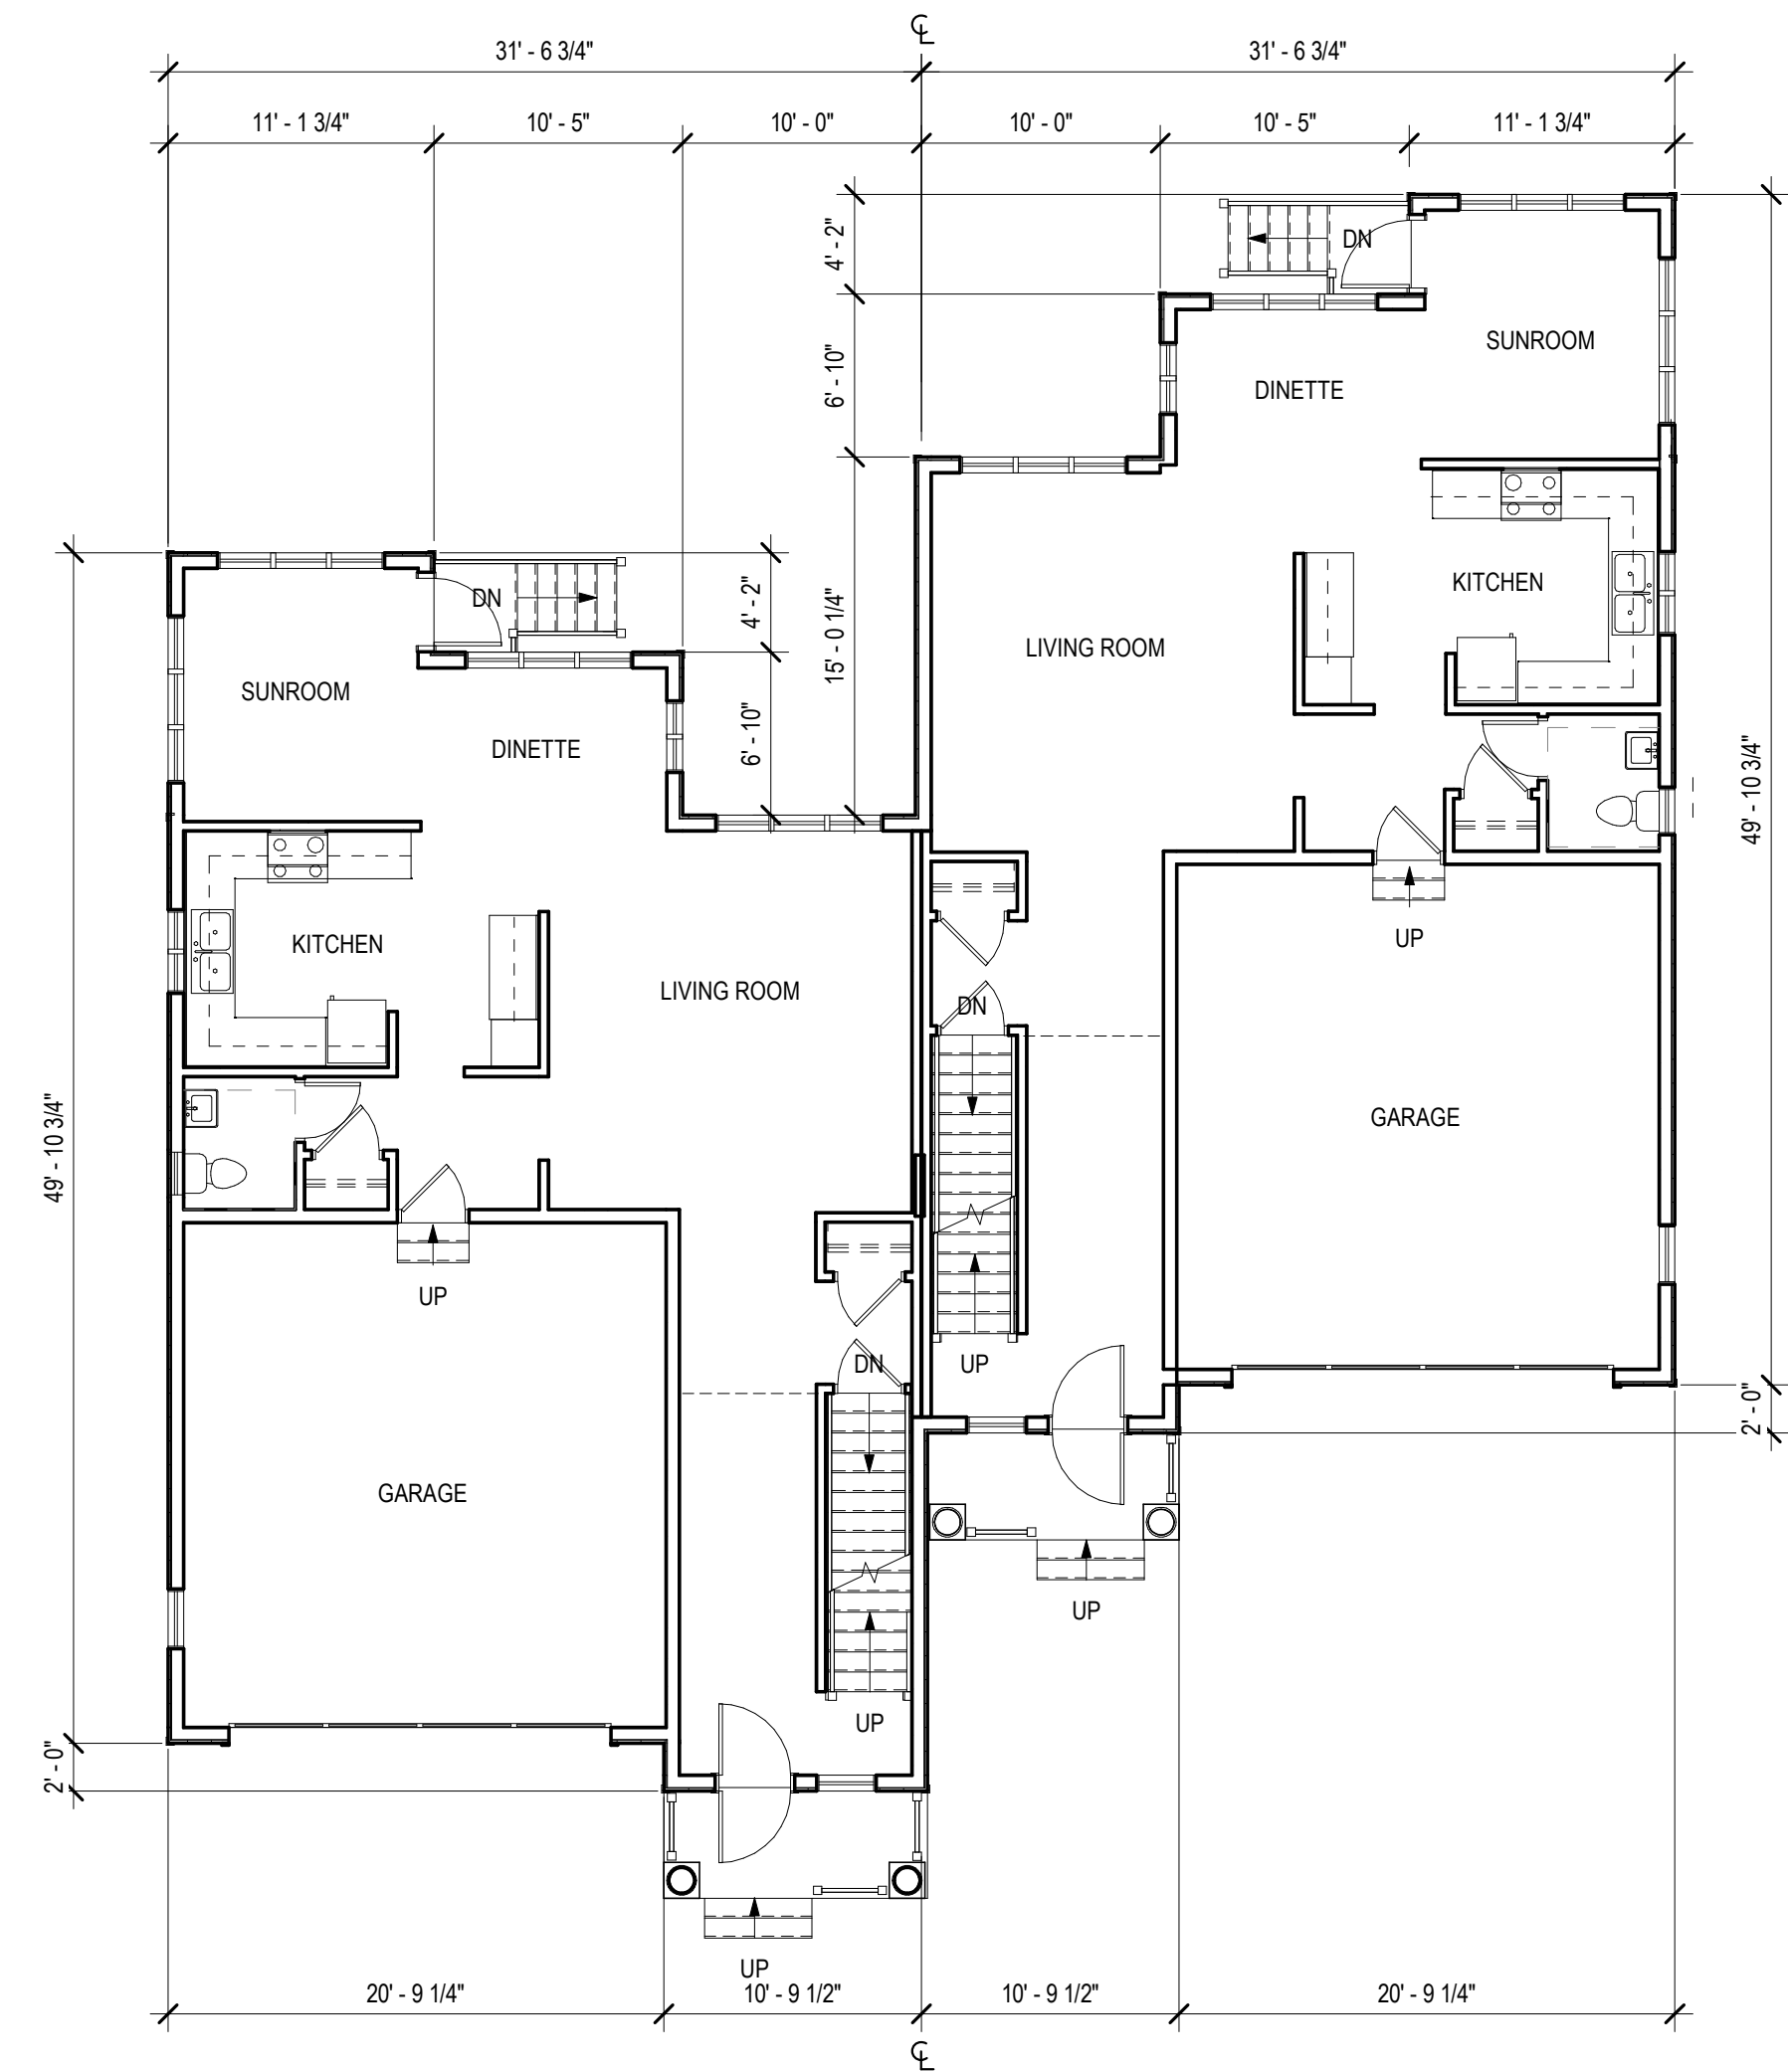 ℄
31' - 6 3/4"
31' - 6 3/4"
11' - 1 3/4"
10' - 5"
10' - 0"
10' - 0"
10' - 5"
11' - 1 3/4"
4' - 2"
DN
SUNROOM
6' - 10"
DINETTE
KITCHEN
4' - 2"
DN
15' - 0 1/4"
LIVING ROOM
SUNROOM
6' - 10"
DINETTE
49' - 10 3/4"
KITCHEN
UP
LIVING ROOM
DN
49' - 10 3/4"
GARAGE
UP
DN
UP
2' - 0"
GARAGE
UP
UP
2' - 0"
UP
20' - 9 1/4"
10' - 9 1/2"
10' - 9 1/2"
20' - 9 1/4"
℄